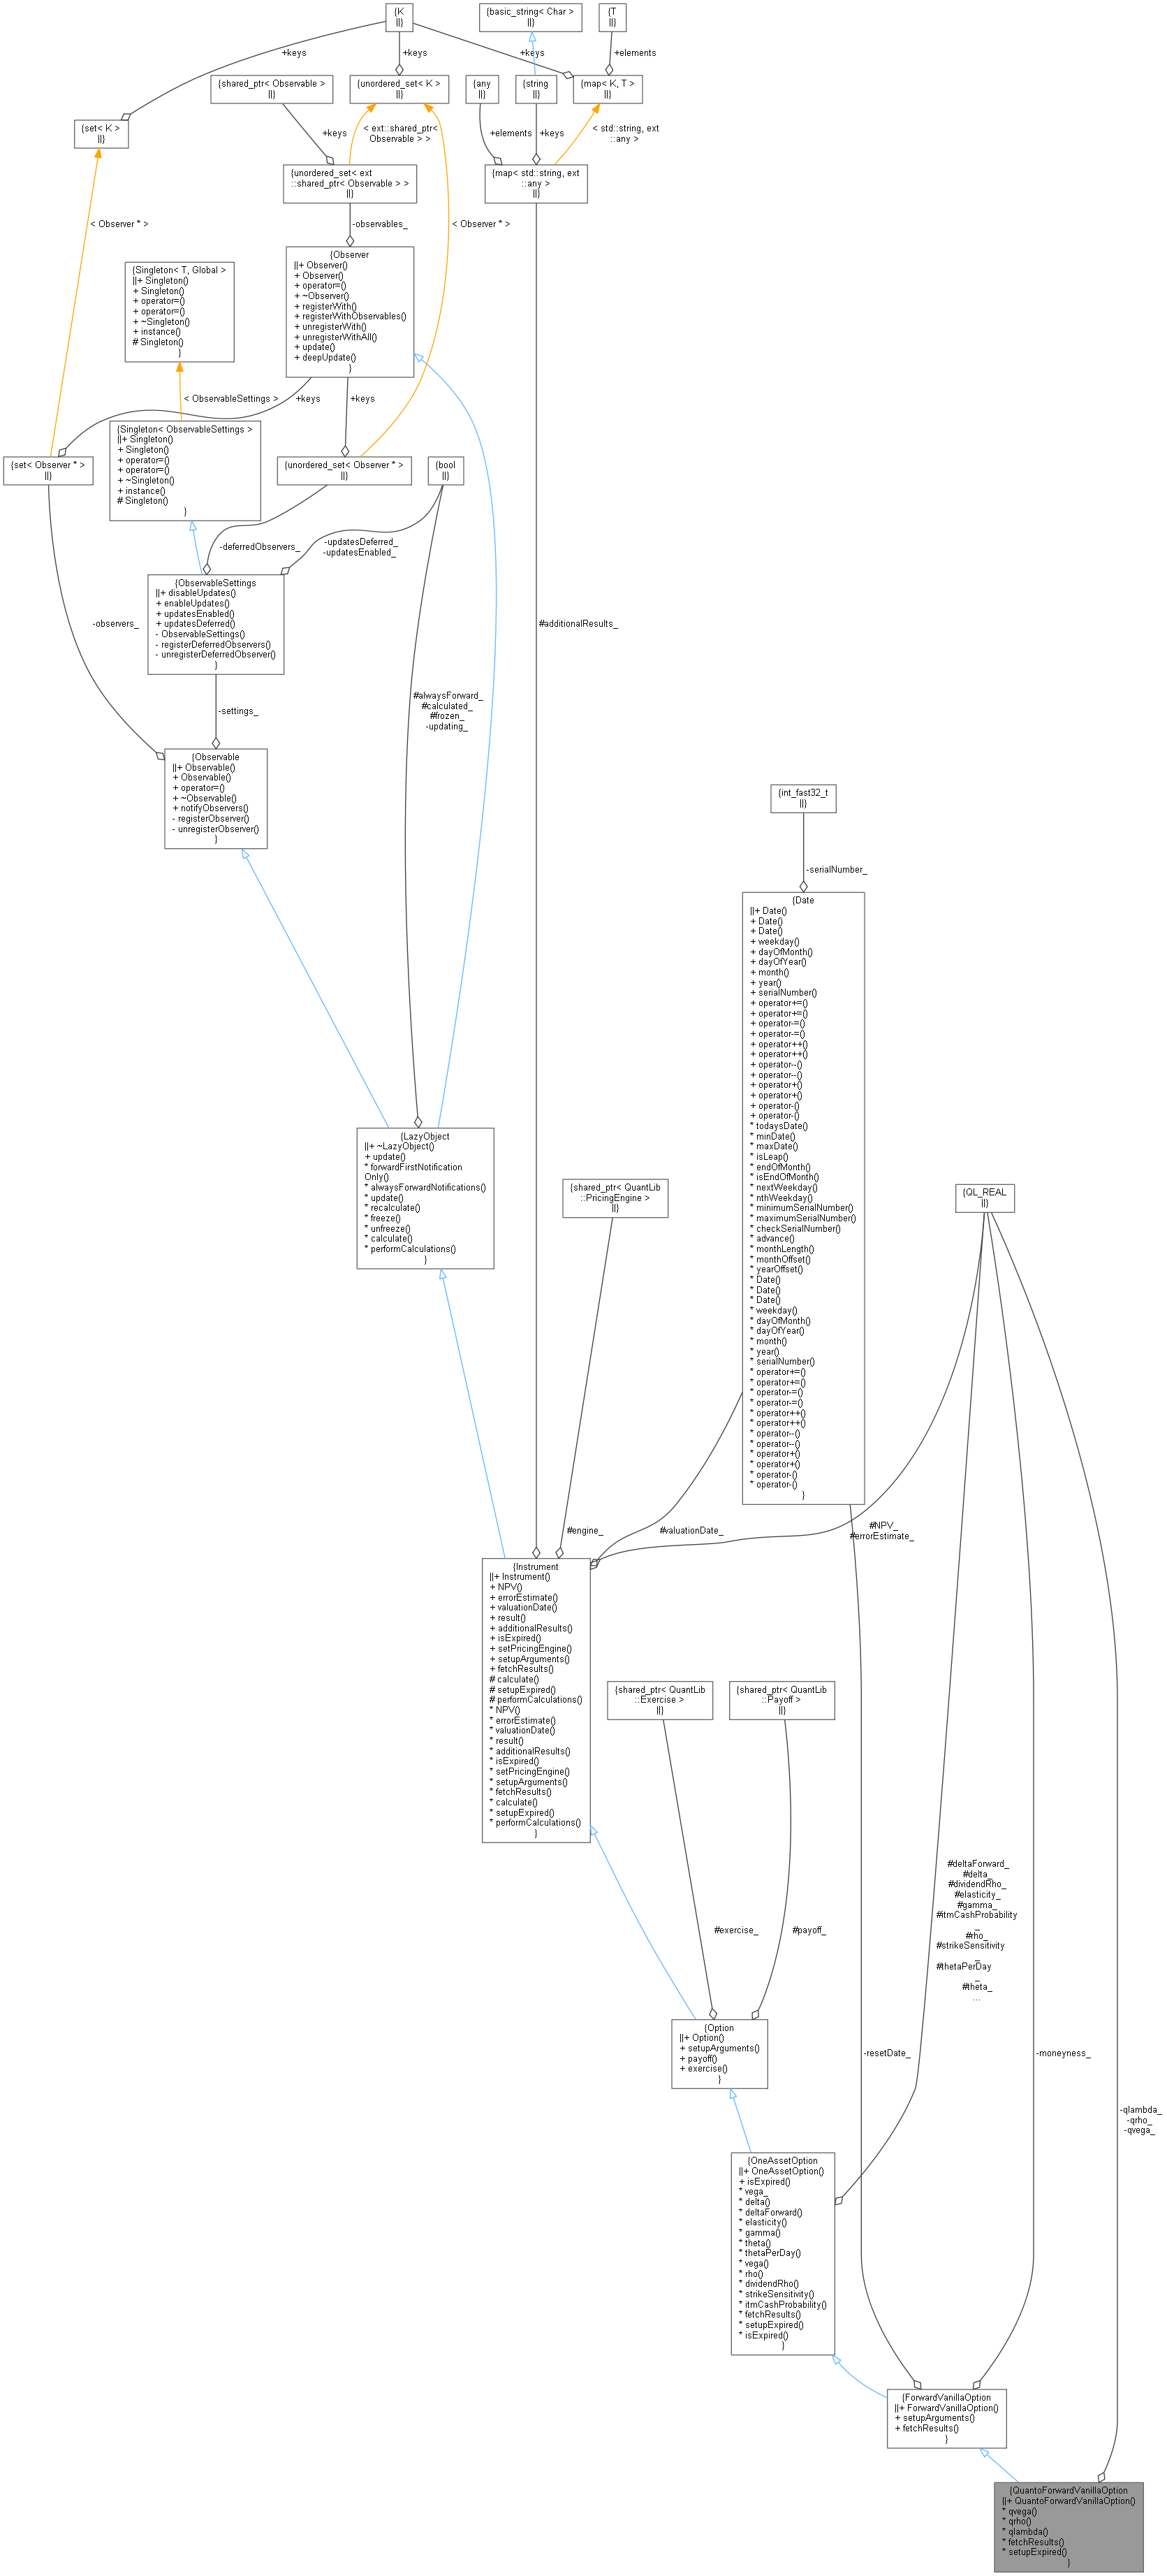 {K
||}
{basic_string< Char >
||}
{T
||}
+keys
+keys
+keys
+elements
{shared_ptr< Observable >
||}
{unordered_set< K >
||}
{any
||}
{string
||}
{map< K, T >
||}
{set< K >
||}
+keys
< ext::shared_ptr<
Observable > >
+elements
+keys
< std::string, ext
::any >
{unordered_set< ext
::shared_ptr< Observable > >
||}
{map< std::string, ext
::any >
||}
< Observer * >
-observables_
< Observer * >
{Singleton< T, Global >
||+ Singleton()
+ Singleton()
+ operator=()
+ operator=()
+ ~Singleton()
+ instance()
# Singleton()
}
{Observer
||+ Observer()
+ Observer()
+ operator=()
+ ~Observer()
+ registerWith()
+ registerWithObservables()
+ unregisterWith()
+ unregisterWithAll()
+ update()
+ deepUpdate()
}
< ObservableSettings >
+keys
+keys
{set< Observer * >
||}
{Singleton< ObservableSettings >
||+ Singleton()
+ Singleton()
+ operator=()
+ operator=()
+ ~Singleton()
+ instance()
# Singleton()
}
{unordered_set< Observer * >
||}
{bool
||}
-deferredObservers_
-updatesDeferred_
-updatesEnabled_
{ObservableSettings
||+ disableUpdates()
+ enableUpdates()
+ updatesEnabled()
+ updatesDeferred()
- ObservableSettings()
- registerDeferredObservers()
- unregisterDeferredObserver()
}
-observers_
#additionalResults_
-settings_
#alwaysForward_
#calculated_
#frozen_
-updating_
{Observable
||+ Observable()
+ Observable()
+ operator=()
+ ~Observable()
+ notifyObservers()
- registerObserver()
- unregisterObserver()
}
{int_fast32_t
||}
-serialNumber_
{Date
||+ Date()
+ Date()
+ Date()
+ weekday()
+ dayOfMonth()
+ dayOfYear()
+ month()
+ year()
+ serialNumber()
+ operator+=()
+ operator+=()
+ operator-=()
+ operator-=()
+ operator++()
+ operator++()
+ operator--()
+ operator--()
+ operator+()
+ operator+()
+ operator-()
+ operator-()
* todaysDate()
* minDate()
* maxDate()
* isLeap()
* endOfMonth()
* isEndOfMonth()
* nextWeekday()
* nthWeekday()
* minimumSerialNumber()
* maximumSerialNumber()
* checkSerialNumber()
* advance()
* monthLength()
* monthOffset()
* yearOffset()
* Date()
* Date()
* Date()
* weekday()
* dayOfMonth()
* dayOfYear()
* month()
* year()
* serialNumber()
* operator+=()
* operator+=()
* operator-=()
* operator-=()
* operator++()
* operator++()
* operator--()
* operator--()
* operator+()
* operator+()
* operator-()
* operator-()
}
{LazyObject
||+ ~LazyObject()
+ update()
* forwardFirstNotification
Only()
* alwaysForwardNotifications()
* update()
* recalculate()
* freeze()
* unfreeze()
* calculate()
* performCalculations()
}
{shared_ptr< QuantLib
::PricingEngine >
||}
{QL_REAL
||}
#engine_
#valuationDate_
#NPV_
#errorEstimate_
{Instrument
||+ Instrument()
+ NPV()
+ errorEstimate()
+ valuationDate()
+ result()
+ additionalResults()
+ isExpired()
+ setPricingEngine()
+ setupArguments()
+ fetchResults()
# calculate()
# setupExpired()
# performCalculations()
* NPV()
* errorEstimate()
* valuationDate()
* result()
* additionalResults()
* isExpired()
* setPricingEngine()
* setupArguments()
* fetchResults()
* calculate()
* setupExpired()
* performCalculations()
}
{shared_ptr< QuantLib
::Exercise >
||}
{shared_ptr< QuantLib
::Payoff >
||}
#exercise_
#payoff_
#deltaForward_
#delta_
#dividendRho_
#elasticity_
#gamma_
#itmCashProbability
_
#rho_
#strikeSensitivity
_
#thetaPerDay
_
#theta_
...
{Option
||+ Option()
+ setupArguments()
+ payoff()
+ exercise()
}
-resetDate_
-moneyness_
-qlambda_
-qrho_
-qvega_
{OneAssetOption
||+ OneAssetOption()
+ isExpired()
* vega_
* delta()
* deltaForward()
* elasticity()
* gamma()
* theta()
* thetaPerDay()
* vega()
* rho()
* dividendRho()
* strikeSensitivity()
* itmCashProbability()
* fetchResults()
* setupExpired()
* isExpired()
}
{ForwardVanillaOption
||+ ForwardVanillaOption()
+ setupArguments()
+ fetchResults()
}
{QuantoForwardVanillaOption
||+ QuantoForwardVanillaOption()
* qvega()
* qrho()
* qlambda()
* fetchResults()
* setupExpired()
}